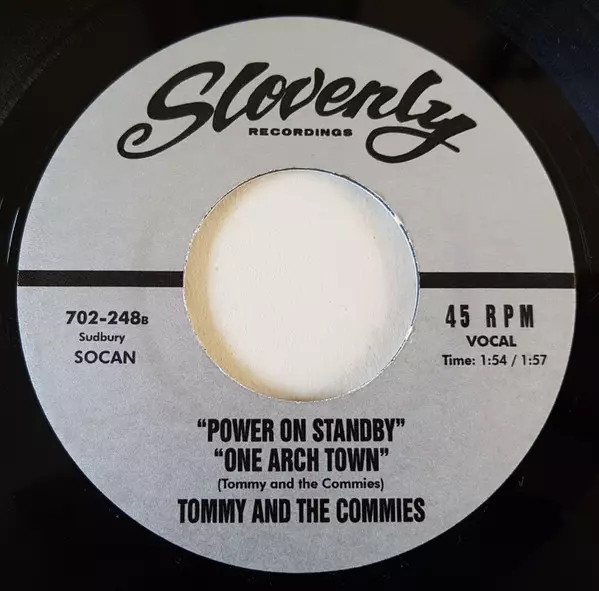 Slovenly
RECORDINGS
702-248B
Sudbury
SOCAN
45 RPM
VOCAL
Time: 1:54 / 1:57
"POWER ON STANDBY"
"ONE ARCH TOWN"
(Tommy and the Commies)
TOMMY AND THE COMMIES